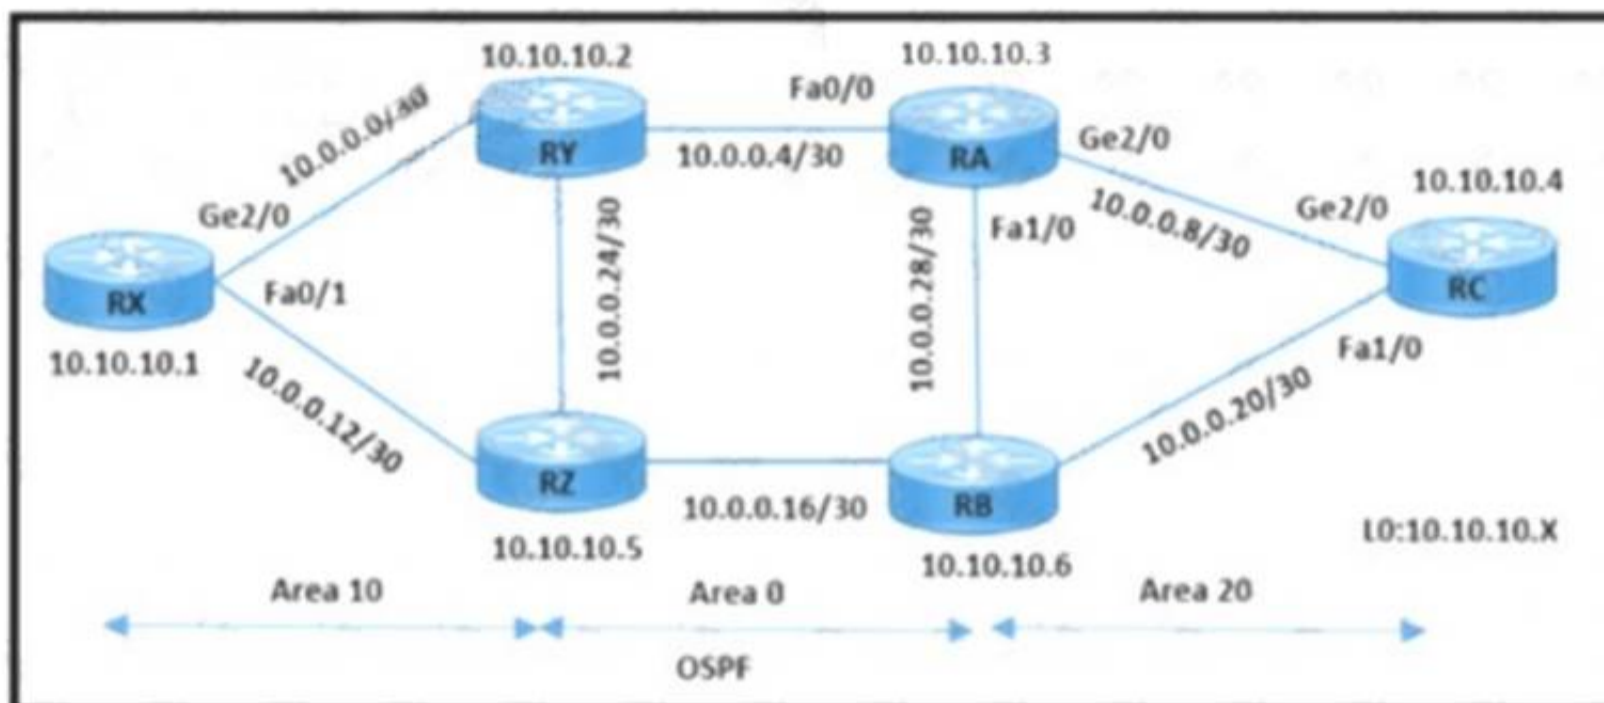 10.10.10.2
10.10.10.3
Fa0/0
10.0.0.0/30
RY
10.0.0.4/30
RA
Ge2/0
10.10.10.4
Ge2/0
10.0.0.8/30
Ge2/0
Fa1/0
RX
Fa0/1
10.0.0.24/30
10.0.0.28/30
RC
10.10.10.1
10.0.0.12/30
Fa1/0
10.0.0.20/30
RZ
10.0.0.16/30
RB
10.10.10.5
10.10.10.6
L0:10.10.10.X
Area 10
Area 0
Area 20
OSPF